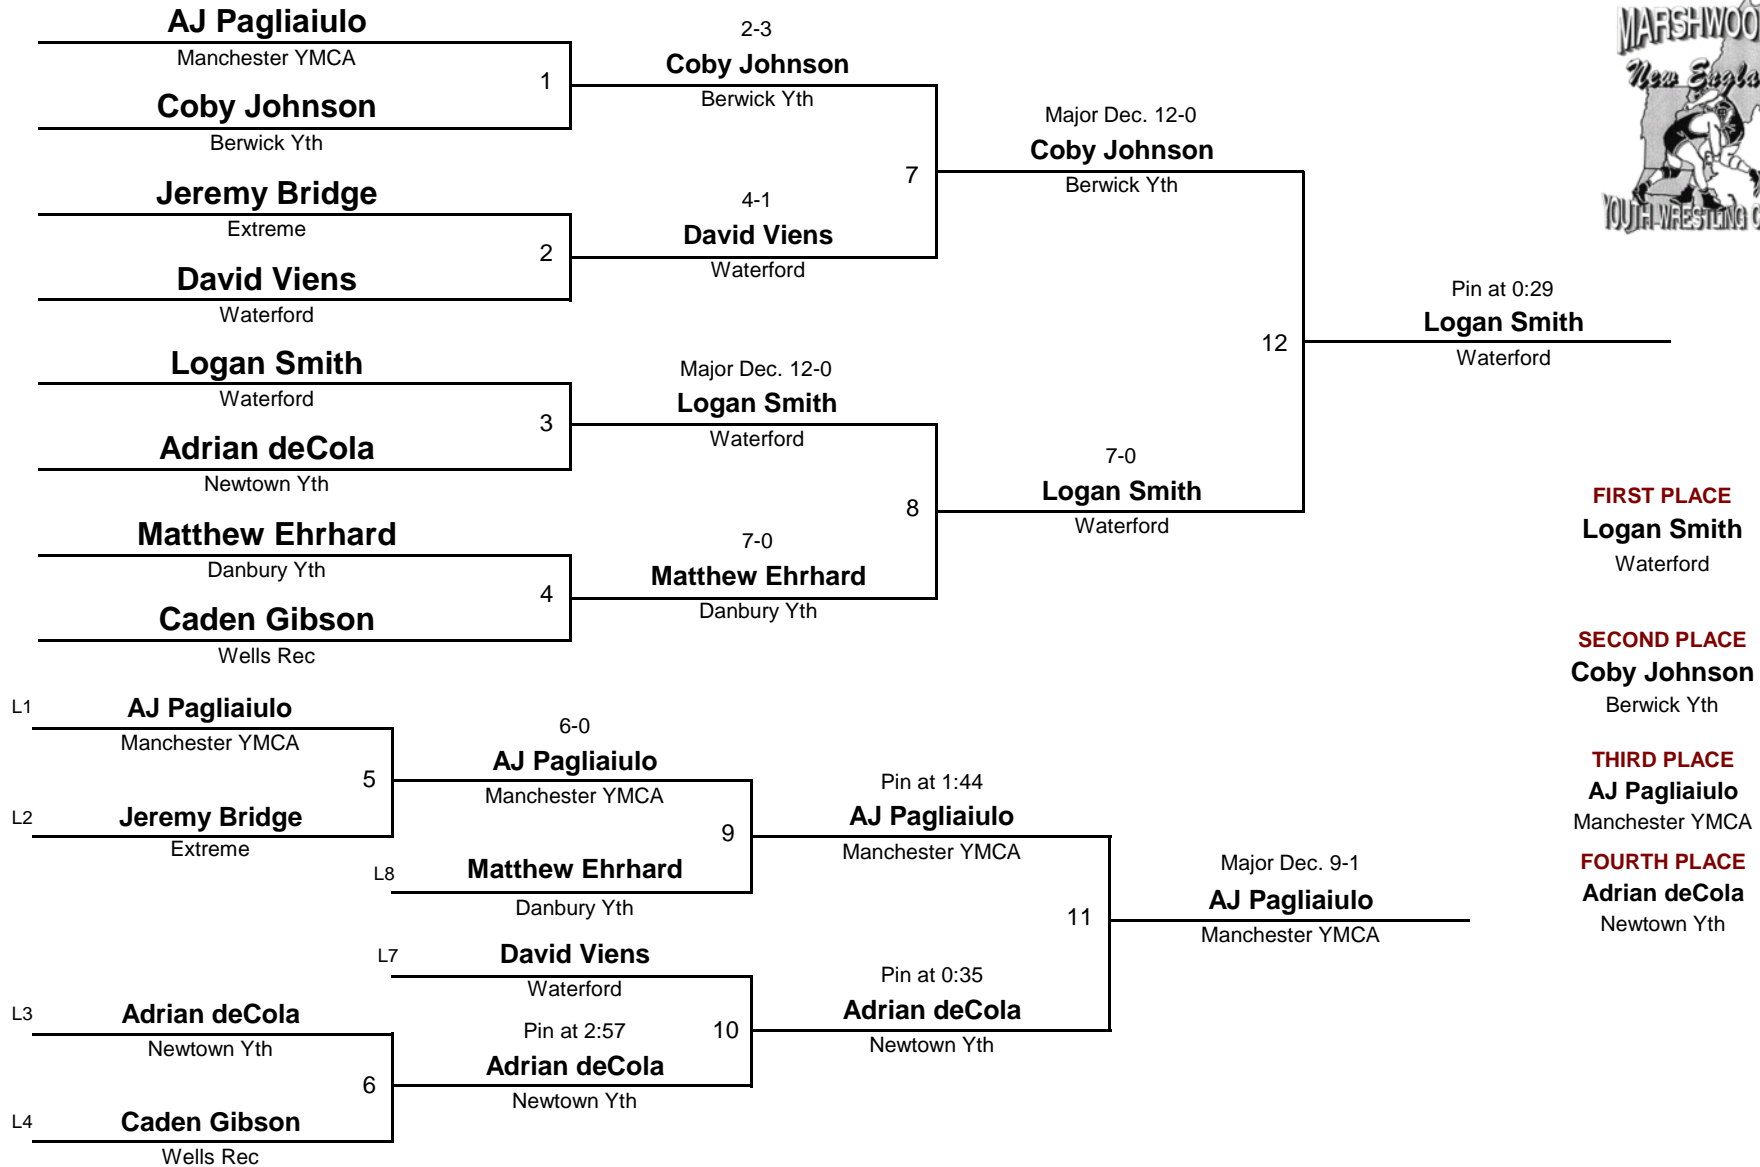 AJ Pagliaiulo
Manchester YMCA
1
Coby Johnson
Berwick Yth
Jeremy Bridge
Extreme
2
David Viens
Waterford
Logan Smith
Waterford
3
Adrian deCola
Newtown Yth
Matthew Ehrhard
Danbury Yth
4
Caden Gibson
Wells Rec
2-3
Coby Johnson
Berwick Yth
7
4-1
David Viens
Waterford
Major Dec. 12-0
Logan Smith
Waterford
8
7-0
Matthew Ehrhard
Danbury Yth
Major Dec. 12-0
Coby Johnson
Berwick Yth
12
7-0
Logan Smith
Waterford
Pin at 0:29
Logan Smith
Waterford
L1
AJ Pagliaiulo
Manchester YMCA
5
L2
Jeremy Bridge
Extreme
6-0
AJ Pagliaiulo
Manchester YMCA
9
L8
Matthew Ehrhard
Danbury Yth
L7
David Viens
Waterford
10
Pin at 2:57
Adrian deCola
Newtown Yth
L3
Adrian deCola
Newtown Yth
6
L4
Caden Gibson
Wells Rec
Pin at 1:44
AJ Pagliaiulo
Manchester YMCA
11
Pin at 0:35
Adrian deCola
Newtown Yth
Major Dec. 9-1
AJ Pagliaiulo
Manchester YMCA
New
YOUTH WRESTLING
FIRST PLACE
Logan Smith
Waterford
SECOND PLACE
Coby Johnson
Berwick Yth
THIRD PLACE
AJ Pagliaiulo
Manchester YMCA
FOURTH PLACE
Adrian deCola
Newtown Yth